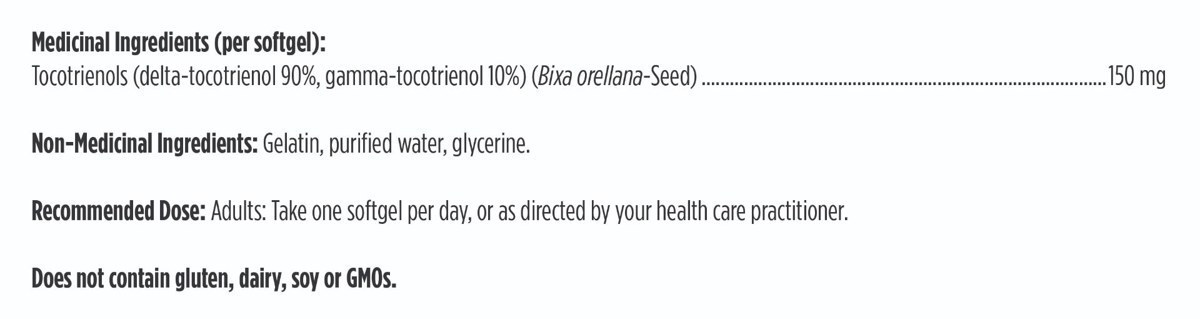 Medicinal Ingredients (per softgel):
Tocotrienols (delta-tocotrienol 90%, gamma-tocotrienol 10%) (Bixa orellana-Seed) ........................................................................................ 150 mg
Non-Medicinal Ingredients: Gelatin, purified water, glycerine.
Recommended Dose: Adults: Take one softgel per day, or as directed by your health care practitioner.
Does not contain gluten, dairy, soy or GMOs.